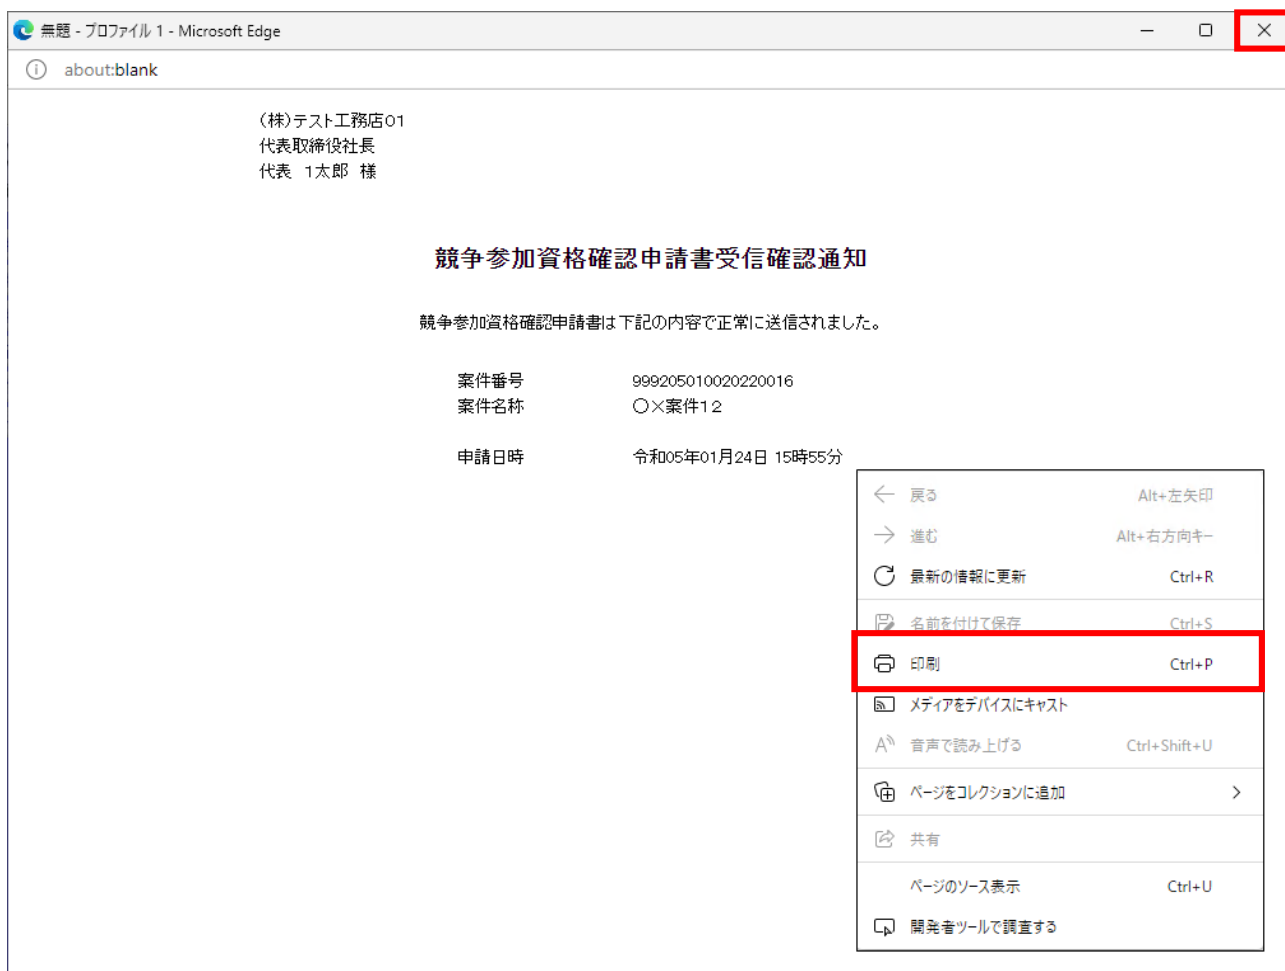 無題 - プロファイル 1 - Microsoft Edge
about:blank
(株)テスト工務店01
代表取締役社長
代表 1太郎 様
競争参加資格確認申請書受信確認通知
競争参加資格確認申請書は下記の内容で正常に送信されました。
案件番号 999205010020220016
案件名称 ○×案件12
申請日時 令和05年01月24日 15時55分
戻る Alt+左矢印
進む Alt+右方向キー
最新の情報に更新 Ctrl+R
名前を付けて保存 Ctrl+S
印刷 Ctrl+P
メディアをデバイスにキャスト
音声で読み上げる Ctrl+Shift+U
ページをコレクションに追加
共有
ページのソース表示 Ctrl+U
開発者ツールで調査する